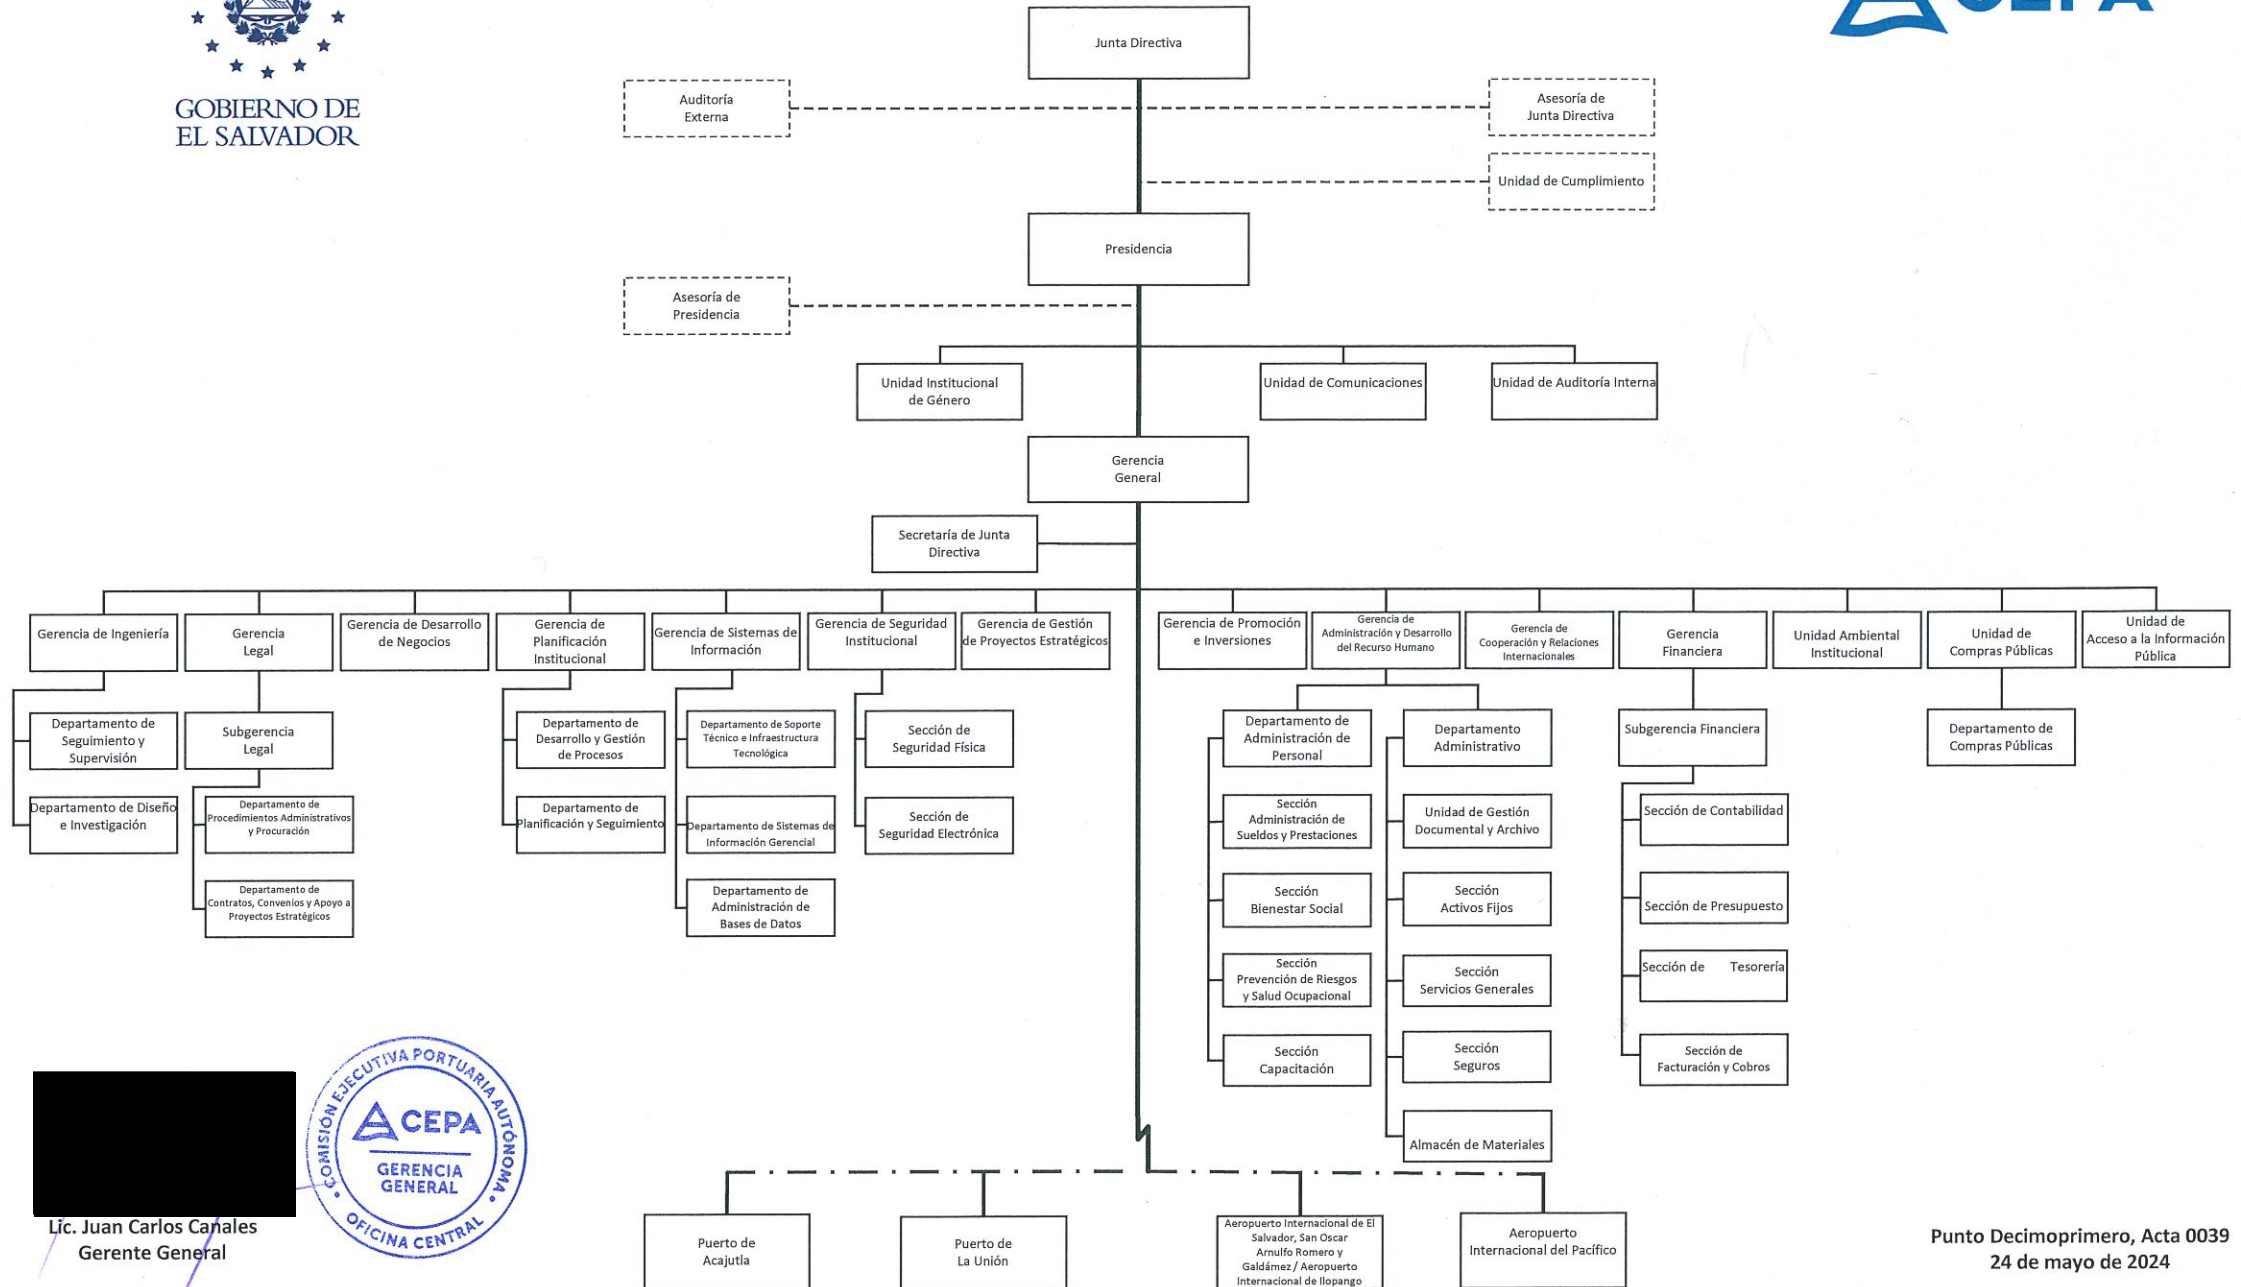 CEPA
Junta Directiva
GOBIERNO DE
EL SALVADOR
Auditoría
Externa
Asesoría de
Junta Directiva
Unidad de Cumplimiento
Presidencia
Asesoría de
Presidencia
Unidad Institucional
de Género
Unidad de Comunicaciones
Unidad de Auditoría Interna
Gerencia
General
Secretaría de Junta
Directiva
Gerencia de Ingeniería
Gerencia
Legal
Gerencia de Desarrollo
de Negocios
Gerencia de
Planificación
Institucional
Gerencia de Sistemas de
Información
Gerencia de Seguridad
Institucional
Gerencia de Gestión
de Proyectos Estratégicos
Gerencia de Promoción
e Inversiones
Gerencia de
Administración y Desarrollo
del Recurso Humano
Gerencia de
Cooperación y Relaciones
Internacionales
Gerencia
Financiera
Unidad Ambiental
Institucional
Unidad de
Compras Públicas
Unidad de
Acceso a la Información
Pública
Departamento de
Seguimiento y
Supervisión
Departamento de Diseño
e Investigación
Subgerencia
Legal
Departamento de
Procedimientos Administrativos
y Procuración
Departamento de
Contratos, Convenios y Apoyo a
Proyectos Estratégicos
Departamento de
Desarrollo y Gestión
de Procesos
Departamento de
Planificación y Seguimiento
Departamento de Soporte
Técnico e Infraestructura
Tecnológica
Departamento de Sistemas de
Información Gerencial
Departamento de
Administración de
Bases de Datos
Sección de
Seguridad Física
Sección de
Seguridad Electrónica
Departamento de
Administración de
Personal
Sección
Administración de
Sueldos y Prestaciones
Sección
Bienestar Social
Sección
Prevención de Riesgos
y Salud Ocupacional
Sección
Capacitación
Departamento
Administrativo
Unidad de Gestión
Documental y Archivo
Sección
Activos Fijos
Sección
Servicios Generales
Sección
Seguros
Almacén de Materiales
Subgerencia Financiera
Sección de Contabilidad
Sección de Presupuesto
Sección de Tesorería
Sección de
Facturación y Cobros
Departamento de
Compras Públicas
COMISIÓN EJECUTIVA PORTUARIA AUTÓNOMA
CEPA
GERENCIA
GENERAL
OFICINA CENTRAL
Lic. Juan Carlos Canales
Gerente General
Puerto de
Acajutla
Puerto de
La Unión
Aeropuerto Internacional de El
Salvador, San Oscar
Arnulfo Romero y
Galdámez / Aeropuerto
Internacional de Ilopango
Aeropuerto
Internacional del Pacífico
Punto Decimoprimero, Acta 0039
24 de mayo de 2024